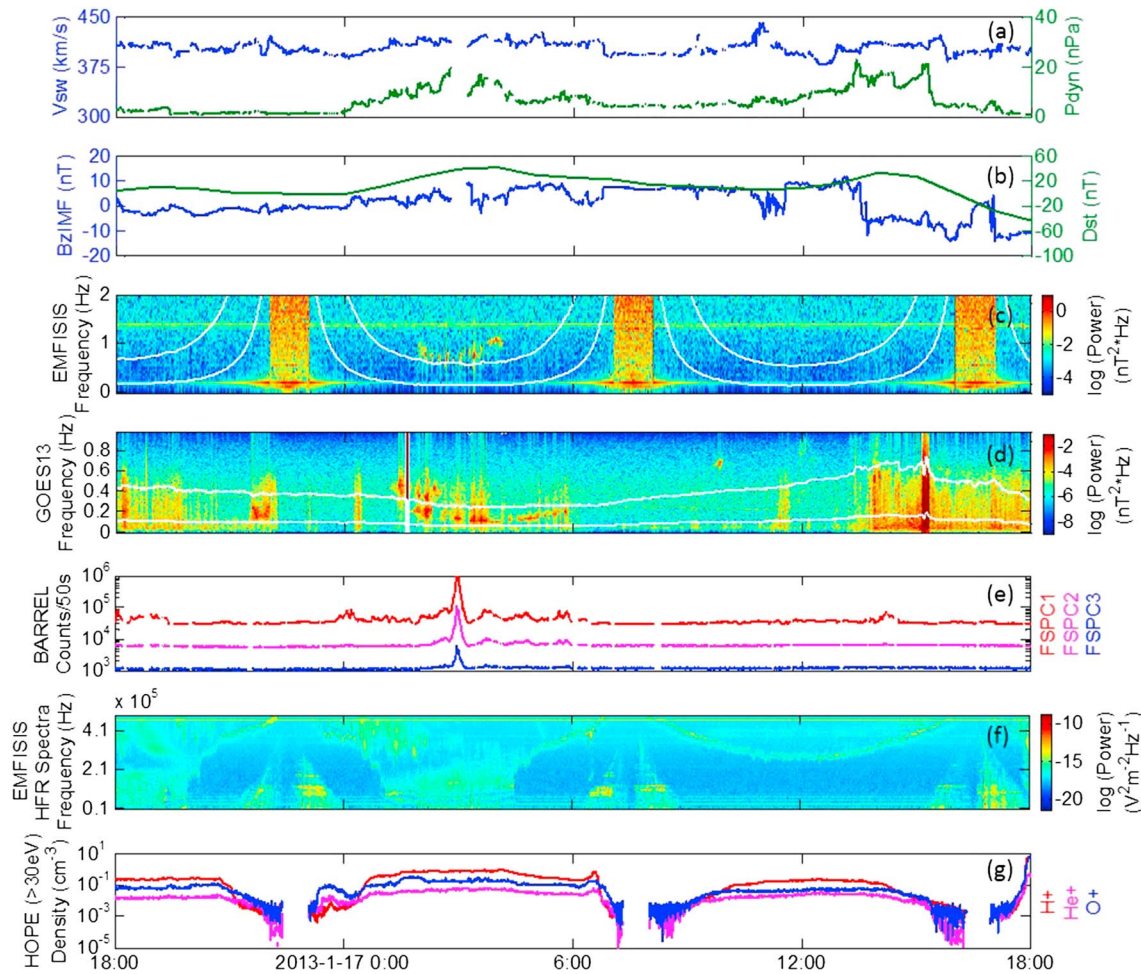 450
375
300
Vsw (km/s)
(a)
40
20
0
Pdyn (nPa)
20
10
0
-10
-20
BzIMF (nT)
(b)
60
20
-20
-60
-100
Dst (nT)
2
1
0
EMFISIS
Frequency (Hz)
(c)
0
-2
-4
log (Power)
(nT²*Hz)
0.8
0.6
0.4
0.2
0
GOES13
Frequency (Hz)
(d)
-2
-4
-6
-8
log (Power)
(nT²*Hz)
10⁶
10⁵
10⁴
10³
BARREL
Counts/50s
(e)
FSPC1
FSPC2
FSPC3
x 10⁵
4.1
2.1
0.1
EMFISIS
HFR Spectra
Frequency (Hz)
(f)
-10
-15
-20
log (Power)
(V²m⁻²Hz⁻¹)
10¹
10⁻¹
10⁻³
10⁻⁵
HOPE (>30eV)
Density (cm⁻³)
(g)
H+
He+
O+
18:00
2013-1-17 0:00
6:00
12:00
18:00